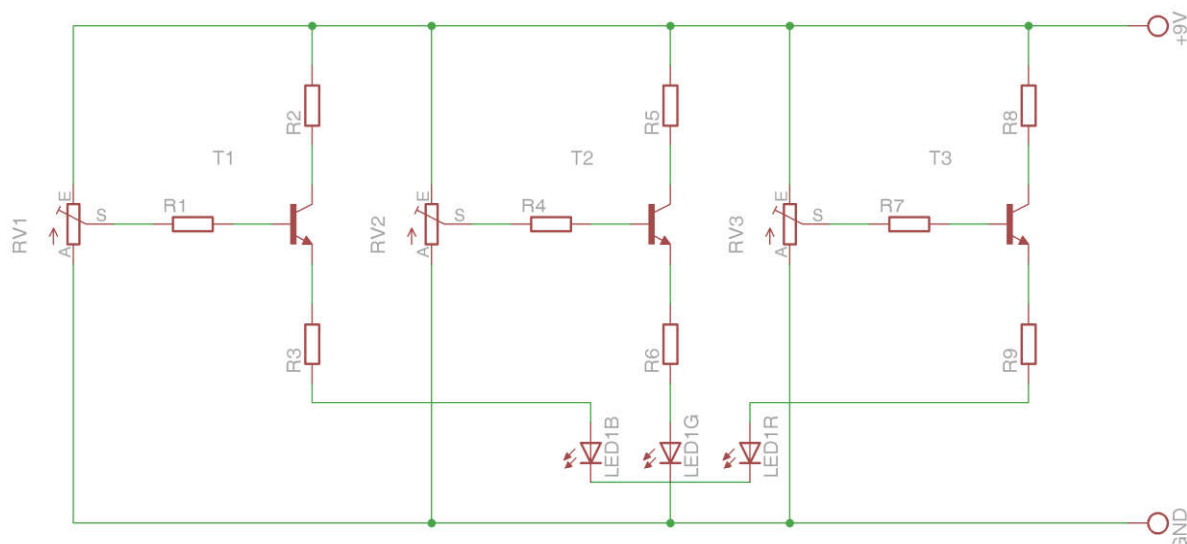 +9V
R2
R5
R8
T1
T2
T3
E
S
A
RV1
R1
E
S
A
RV2
R4
E
S
A
RV3
R7
R3
R6
R9
LED1B
LED1G
LED1R
GND